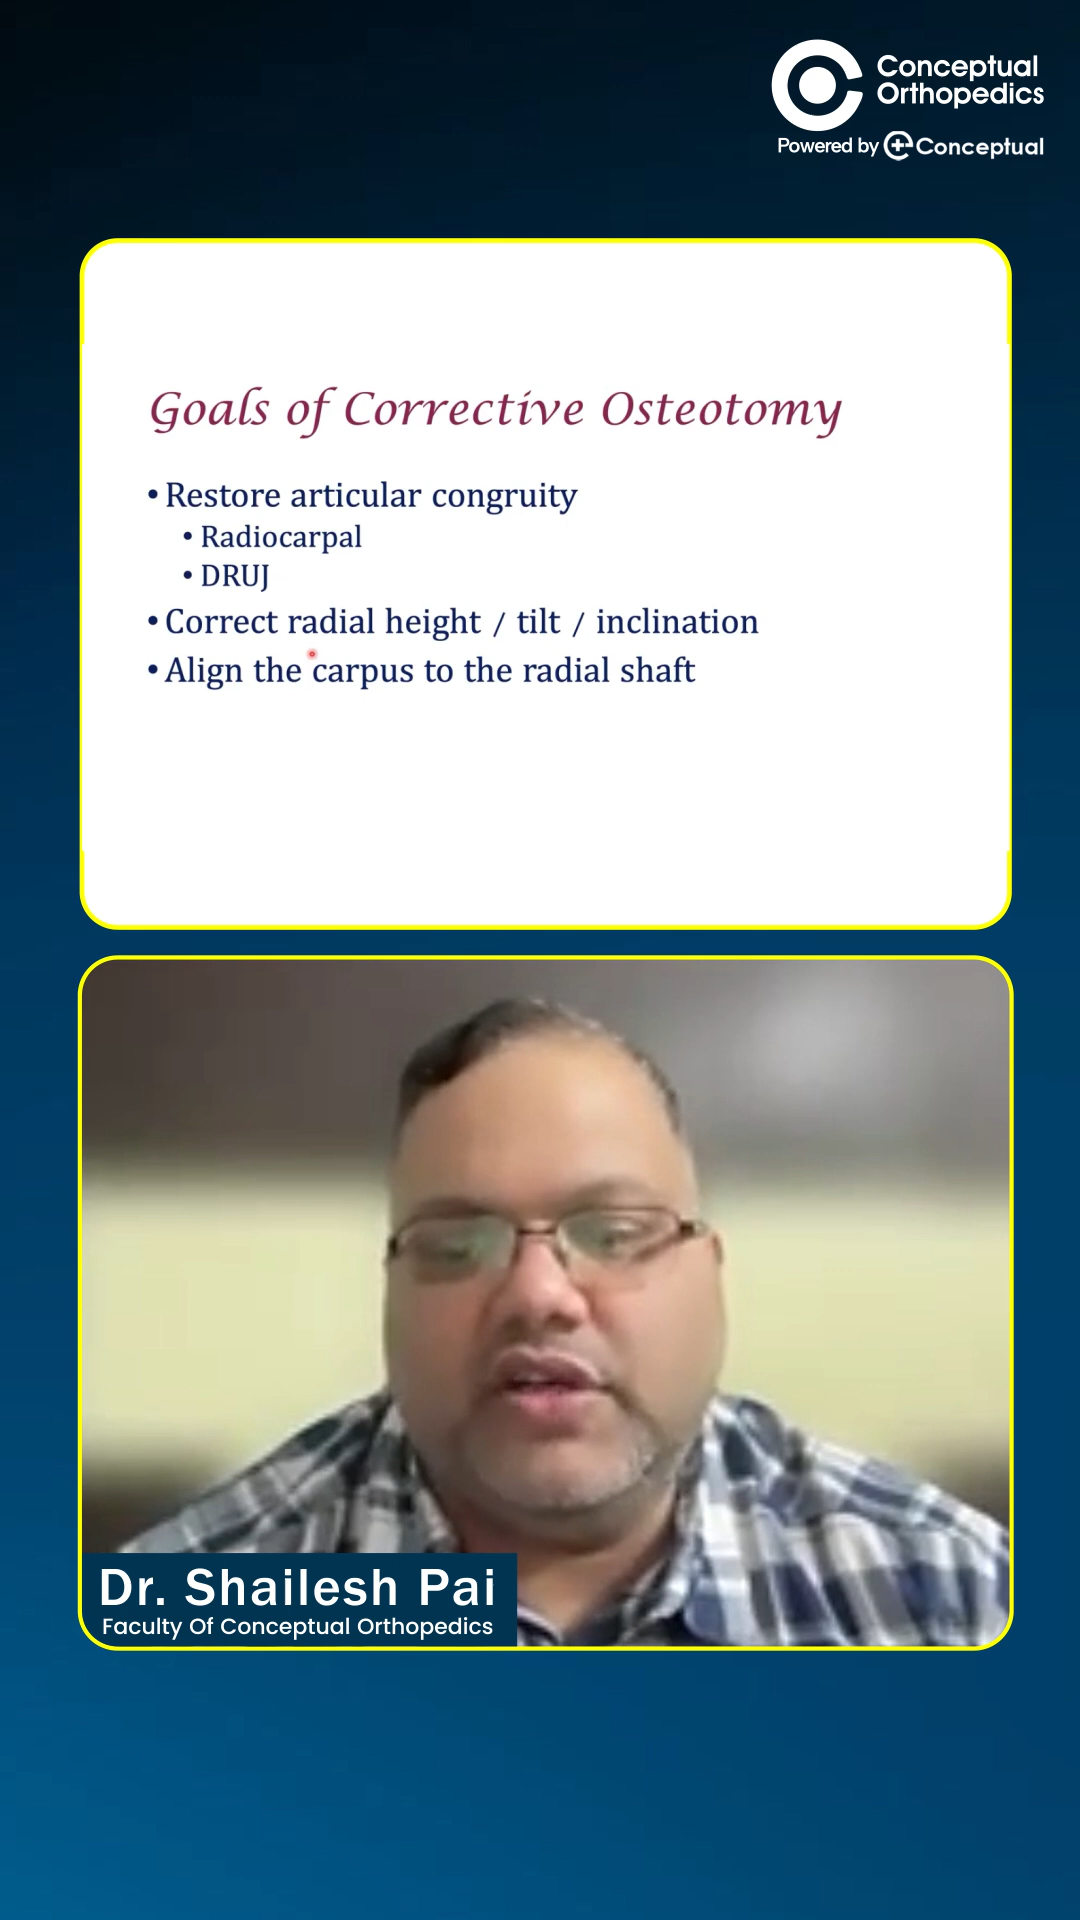 Conceptual
Orthopedics
Powered by Conceptual
Goals of Corrective Osteotomy
• Restore articular congruity
• Radiocarpal
• DRUJ
• Correct radial height / tilt / inclination
• Align the carpus to the radial shaft
Dr. Shailesh Pai
Faculty Of Conceptual Orthopedics